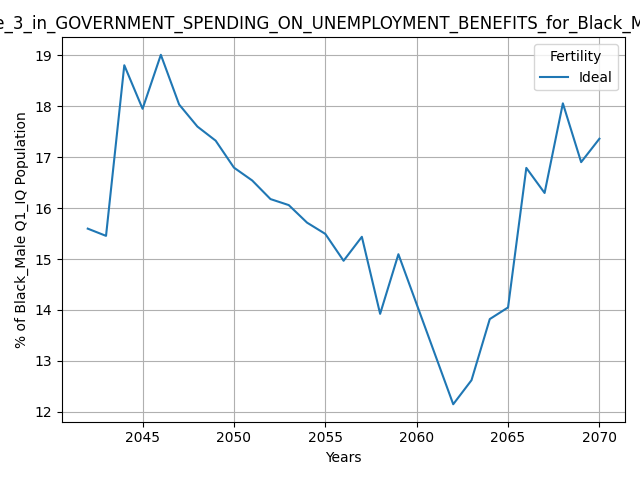 e_3_in_GOVERNMENT_SPENDING_ON_UNEMPLOYMENT_BENEFITS_for_Black_M
Fertility
Ideal
% of Black_Male Q1_IQ Population
19
18
17
16
15
14
13
12
2045 2050 2055 2060 2065 2070
Years